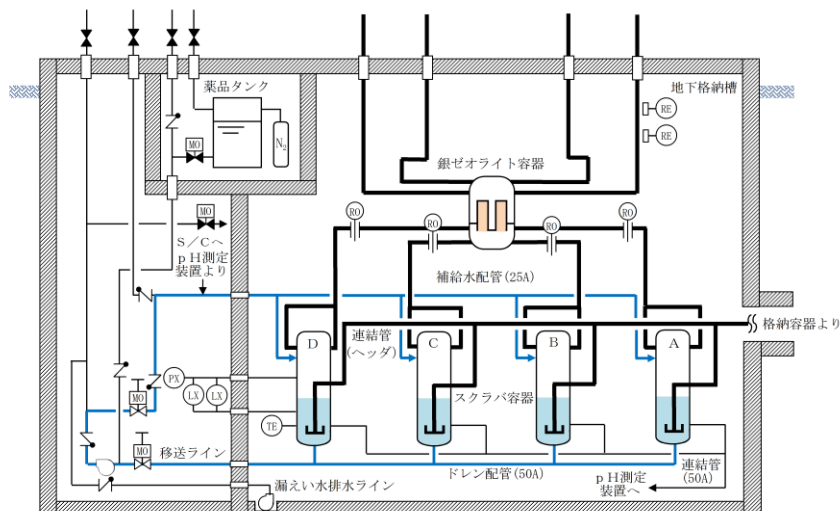 薬品タンク
N₂
MO
地下格納槽
RE
RE
銀ゼオライト容器
MO
S/Cへ
pH測定
装置より
RO
RO
RO
RO
補給水配管(25A)
連結管
(ヘッダ)
格納容器より
D
C
B
A
PX
LX
LX
スクラバ容器
MO
TE
MO
移送ライン
ドレン配管(50A)
連結管
(50A)
pH測定
装置へ
漏えい水排水ライン